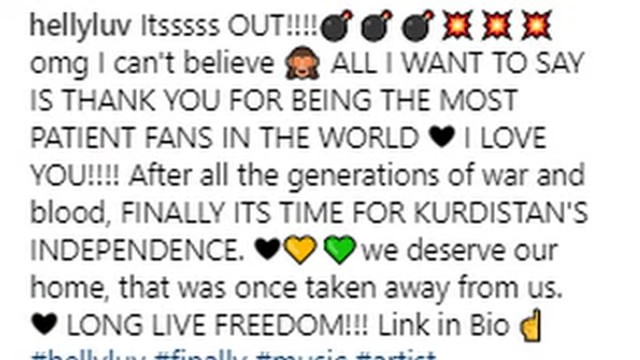 hellyluv Itsssss OUT!!!!💣💣💣💥💥💥
omg I can't believe 🙈 ALL I WANT TO SAY
IS THANK YOU FOR BEING THE MOST
PATIENT FANS IN THE WORLD ♥ I LOVE
YOU!!!! After all the generations of war and
blood, FINALLY ITS TIME FOR KURDISTAN'S
INDEPENDENCE. ♥💛💚 we deserve our
home, that was once taken away from us.
♥ LONG LIVE FREEDOM!!! Link in Bio ☝
#hellyluv #finally #music #artist